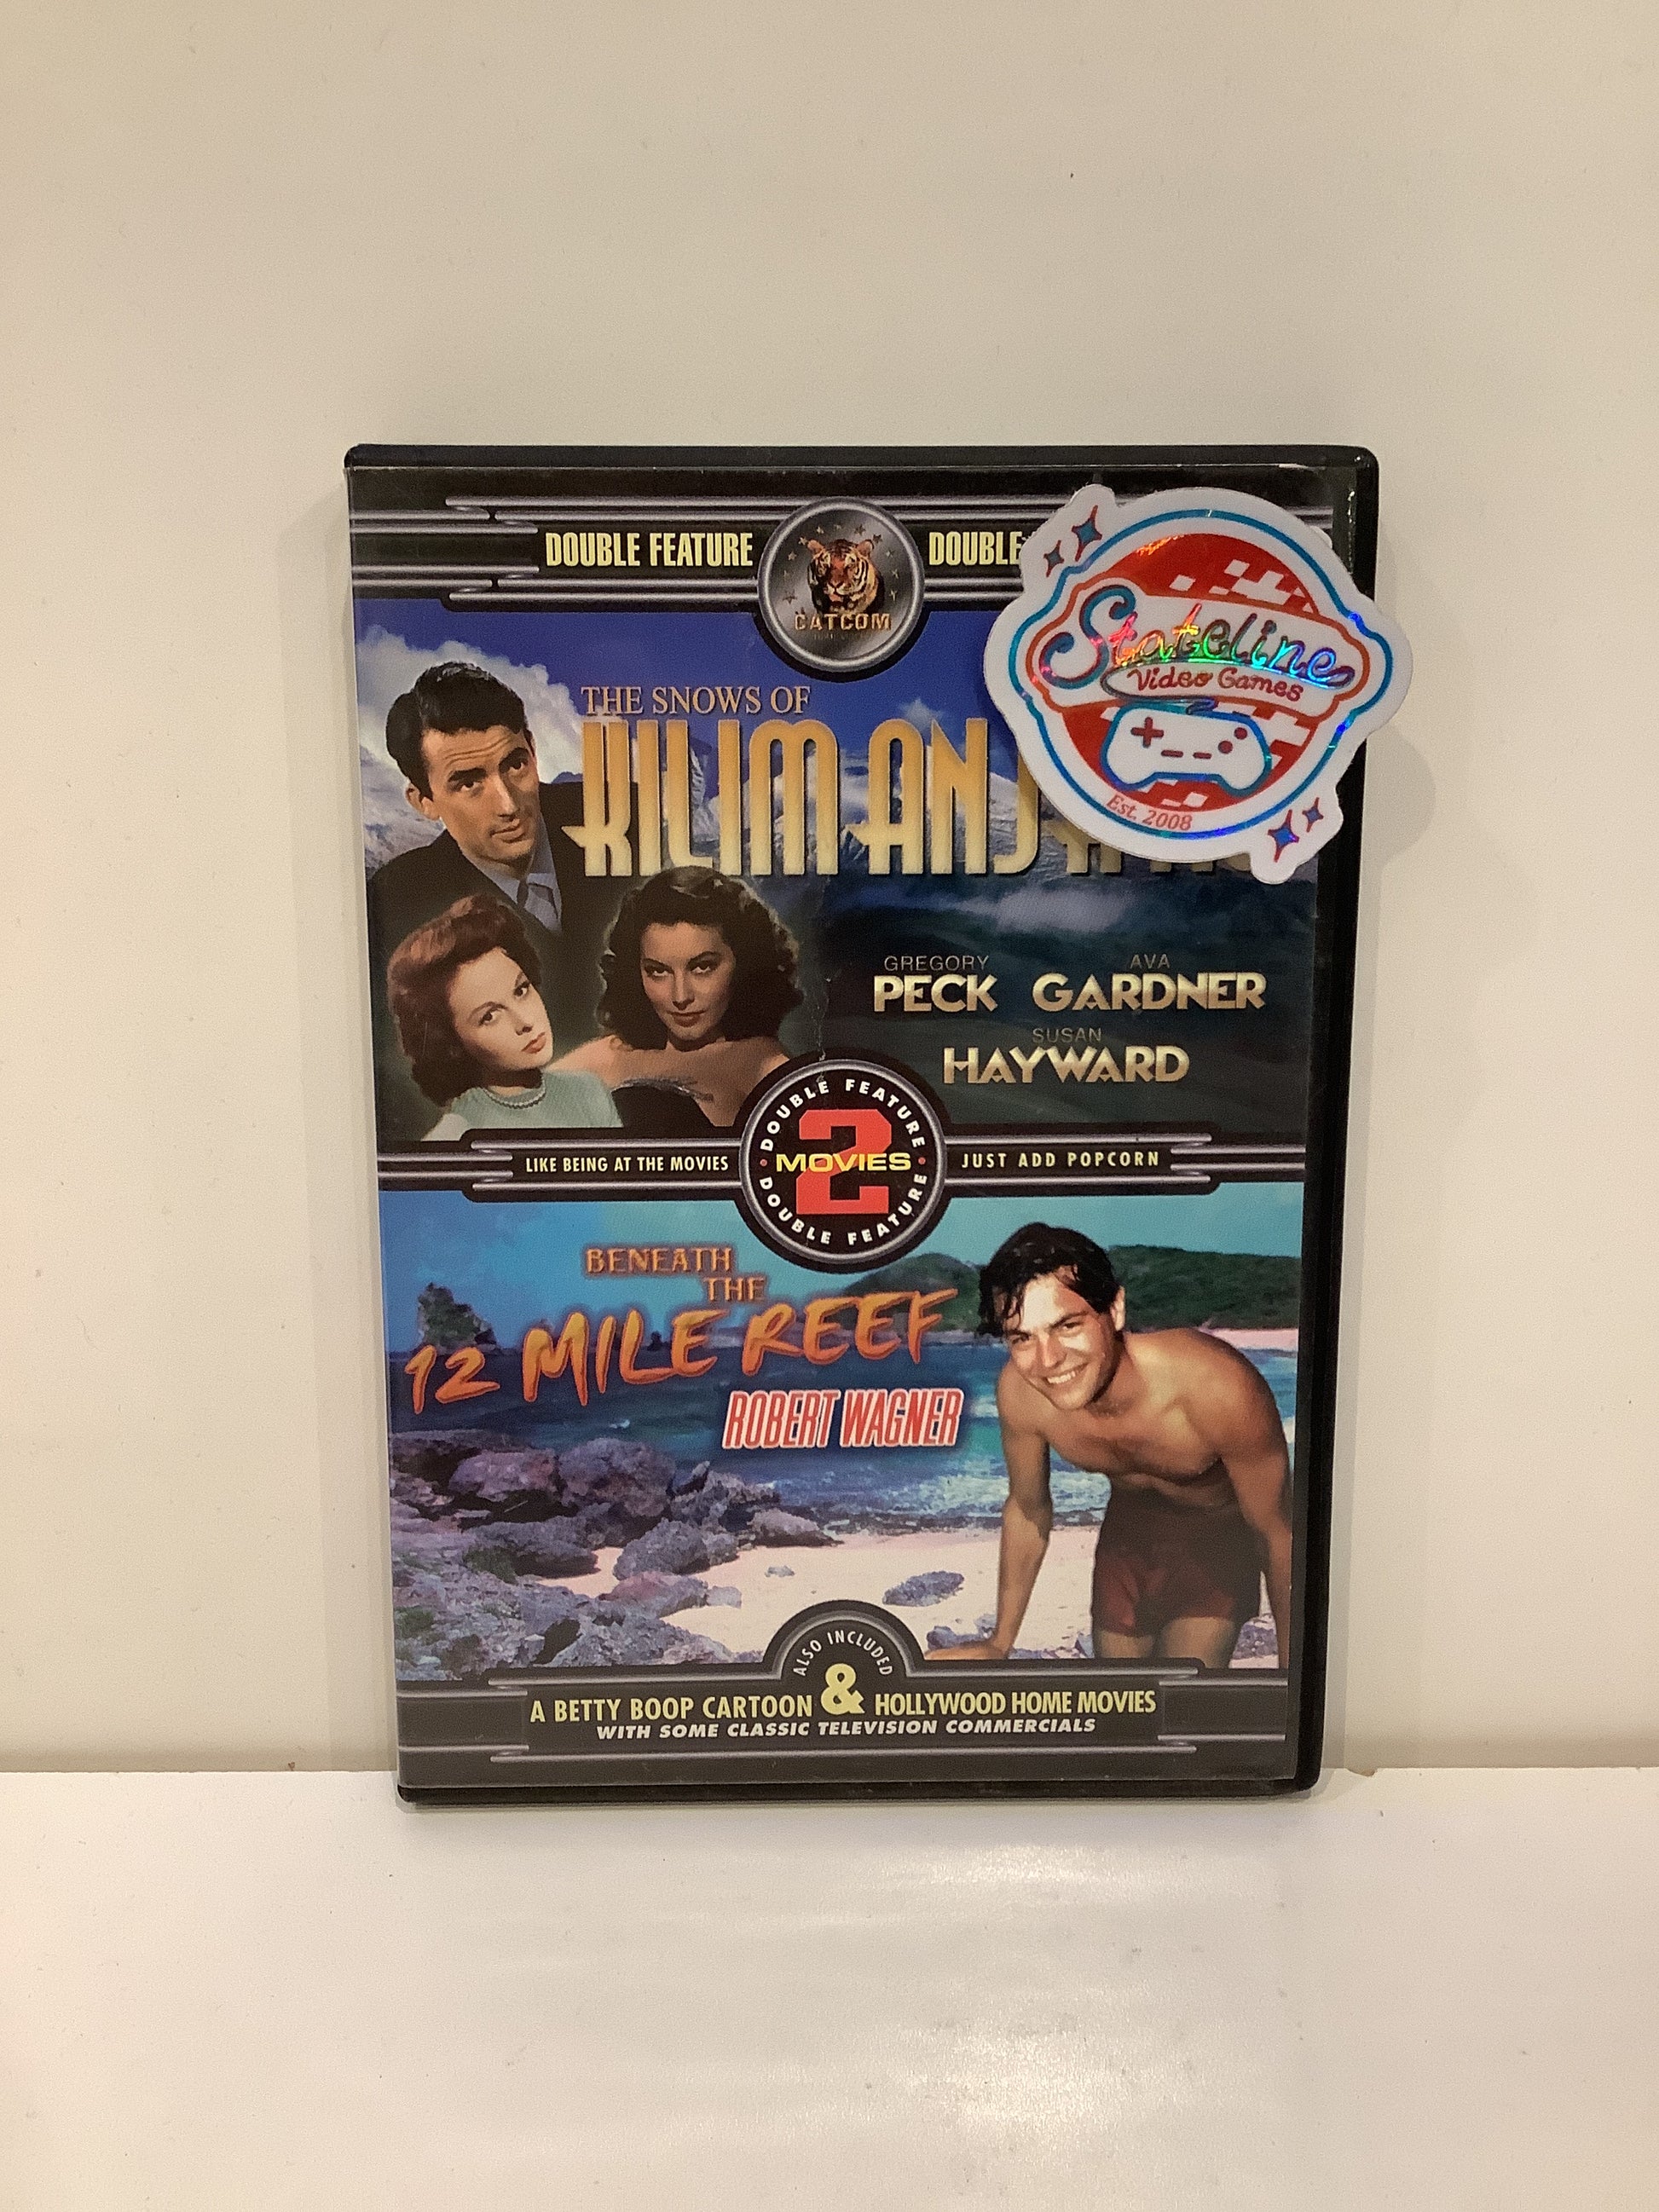 DOUBLE FEATURE
DOUBLE
CATCOM
Stateline
Video Games
Est. 2008
THE SNOWS OF
KILIMANJ
GREGORY
PECK
AVA
GARDNER
SUSAN
HAYWARD
LIKE BEING AT THE MOVIES
DOUBLE FEATURE
2
MOVIES
DOUBLE FEATURE
JUST ADD POPCORN
BENEATH
THE
12 MILE REEF
ROBERT WAGNER
ALSO INCLUDED
A BETTY BOOP CARTOON & HOLLYWOOD HOME MOVIES
WITH SOME CLASSIC TELEVISION COMMERCIALS